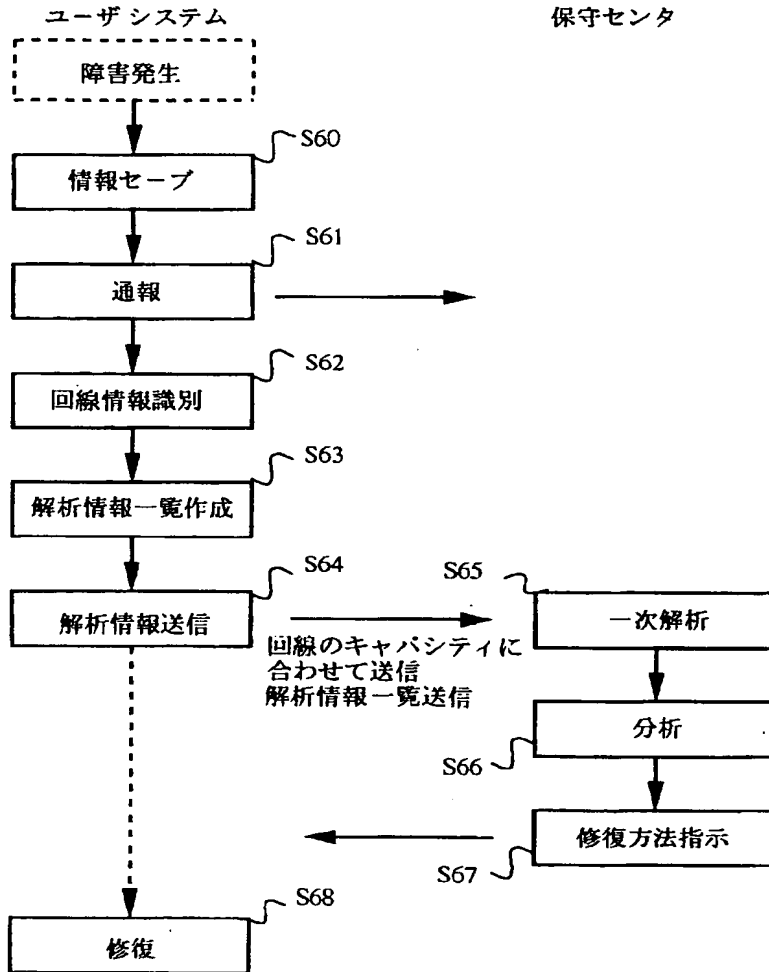 ユーザシステム
保守センタ
障害発生
S60
情報セーブ
S61
通報
S62
回線情報識別
S63
解析情報一覧作成
S64
解析情報送信
回線のキャパシティに
合わせて送信
解析情報一覧送信
S65
一次解析
分析
S66
修復方法指示
S67
S68
修復